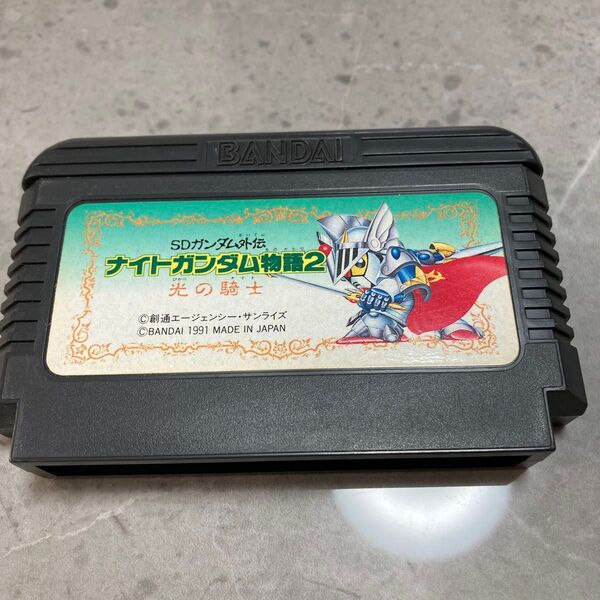 BANDAI
SDガンダム外伝
ナイトガンダム物語2
光の騎士
©創通エージェンシー・サンライズ
©BANDAI 1991 MADE IN JAPAN